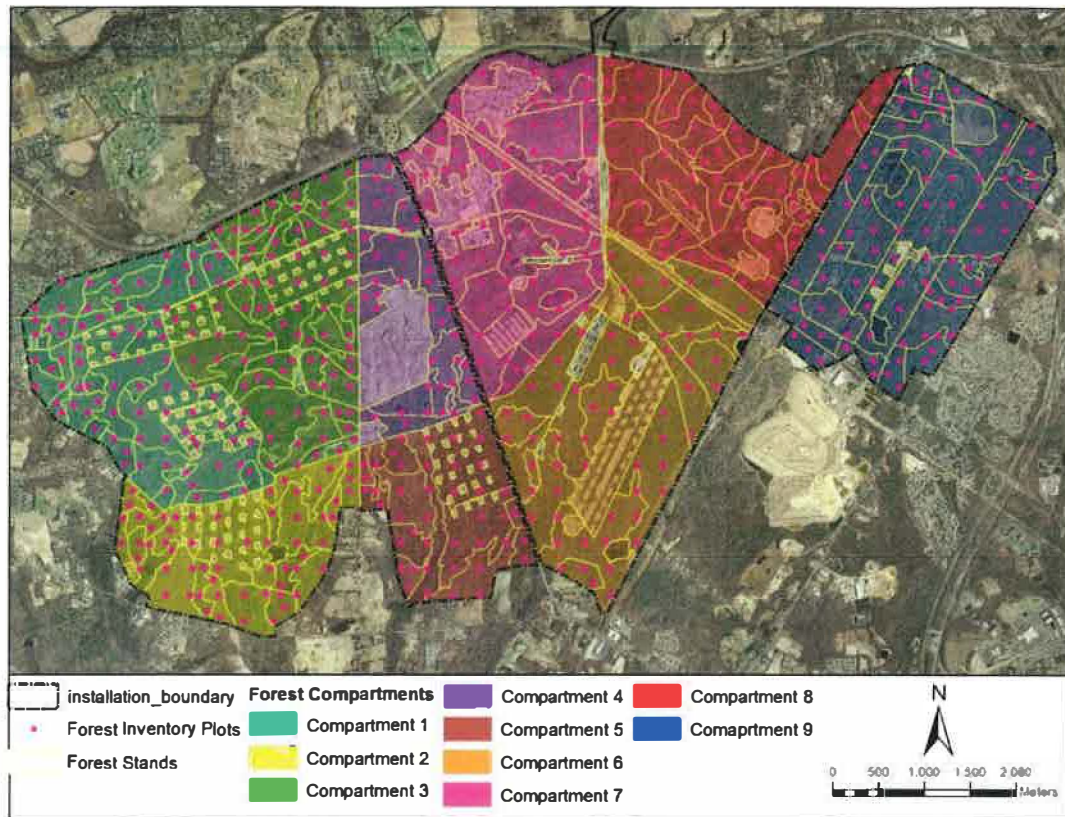 installation_boundary
Forest Inventory Plots
Forest Stands
Forest Compartments
Compartment 1
Compartment 2
Compartment 3
Compartment 4
Compartment 5
Compartment 6
Compartment 7
Compartment 8
Comaprtment 9
N
0 500 1.000 1.500 2.000
Meters